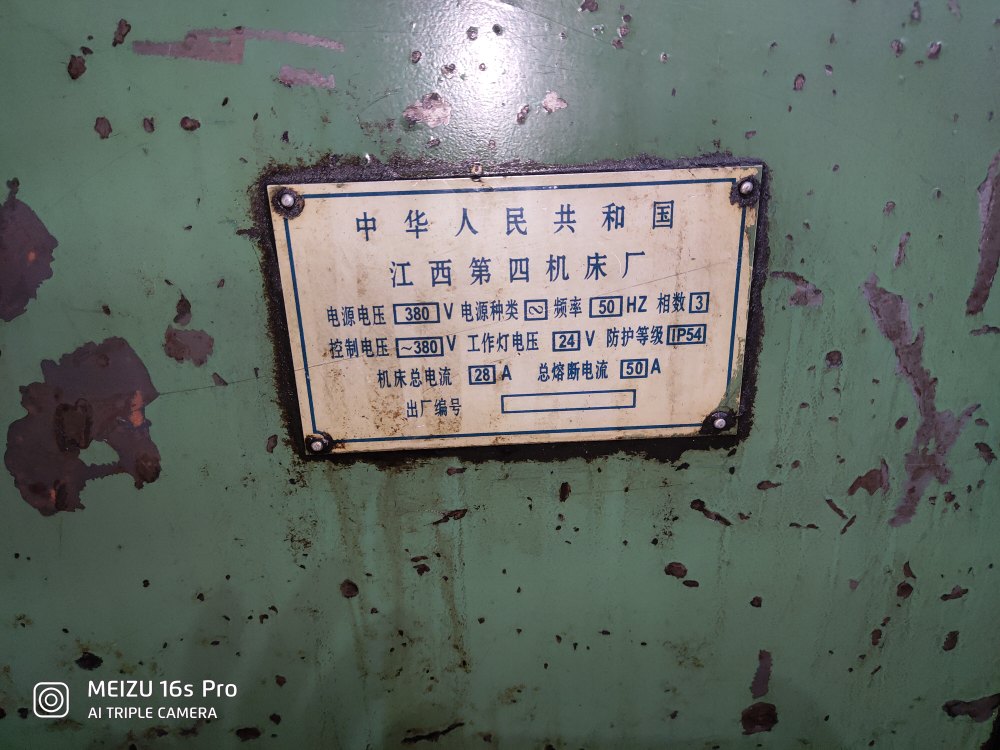 中华人民共和国
江西第四机床厂
电源电压 380 V 电源种类 ~ 频率 50 HZ 相数 3
控制电压 ~380 V 工作灯电压 24 V 防护等级 IP54
机床总电流 28 A 总熔断电流 50 A
出厂编号
MEIZU 16s Pro
AI TRIPLE CAMERA